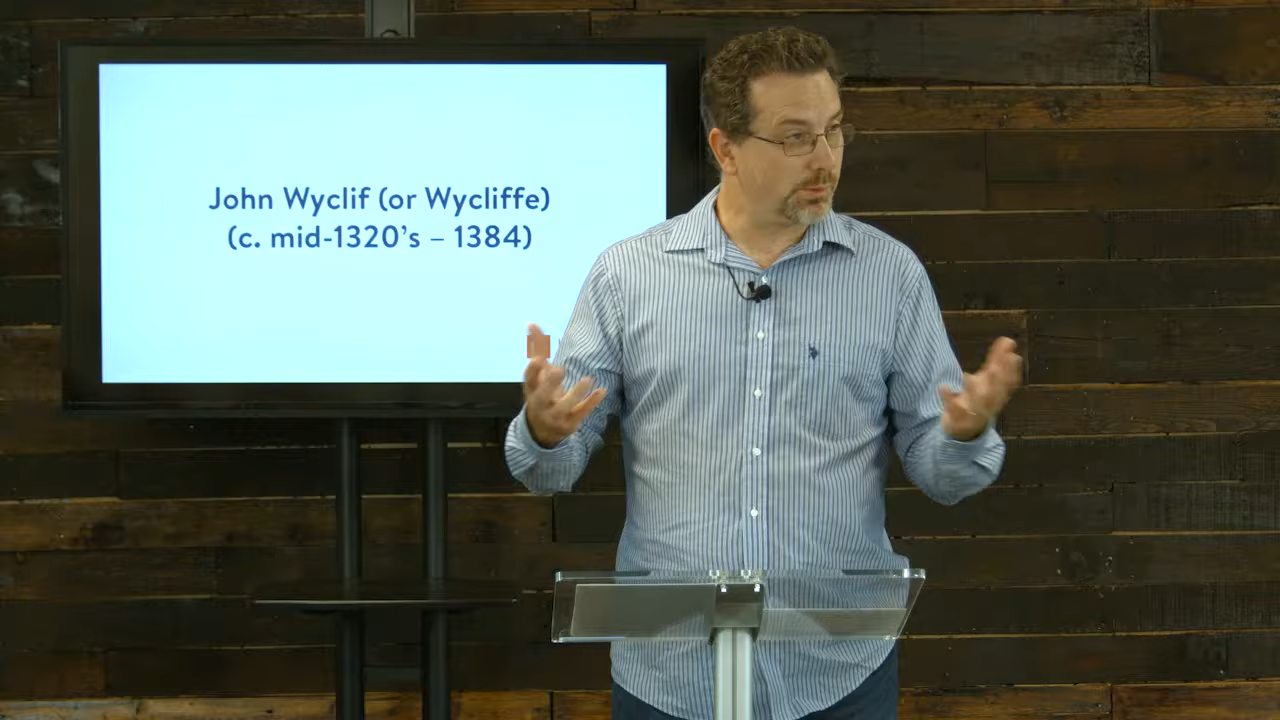 John Wyclif (or Wycliffe)
(c. mid-1320's – 1384)